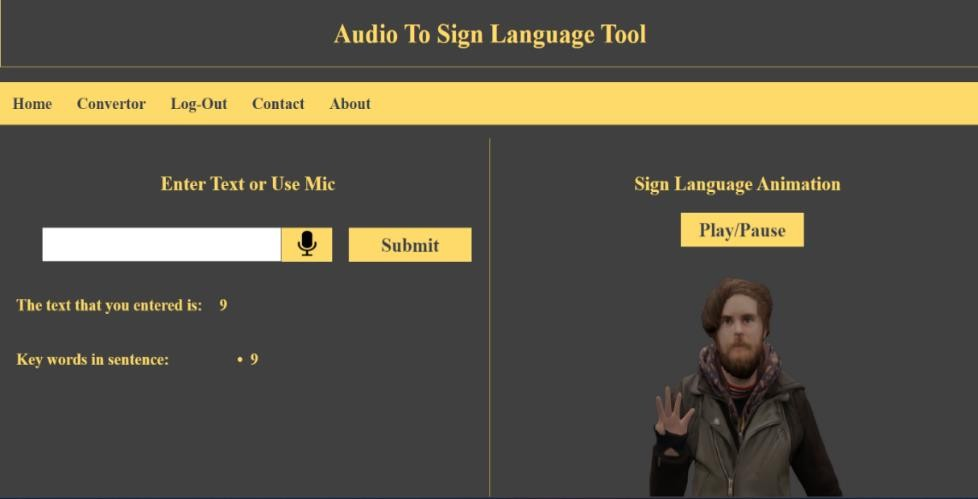 Audio To Sign Language Tool
Home Convertor Log-Out Contact About
Enter Text or Use Mic
Submit
The text that you entered is: 9
Key words in sentence: • 9
Sign Language Animation
Play/Pause